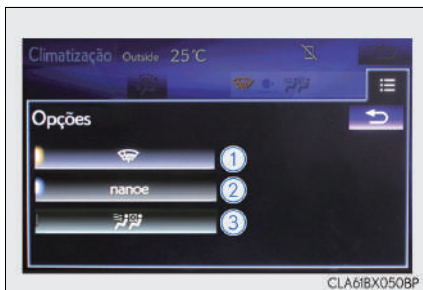 Climatização Outside 25°C
Opções
1
nanoe
2
3
CLA61BX050BP